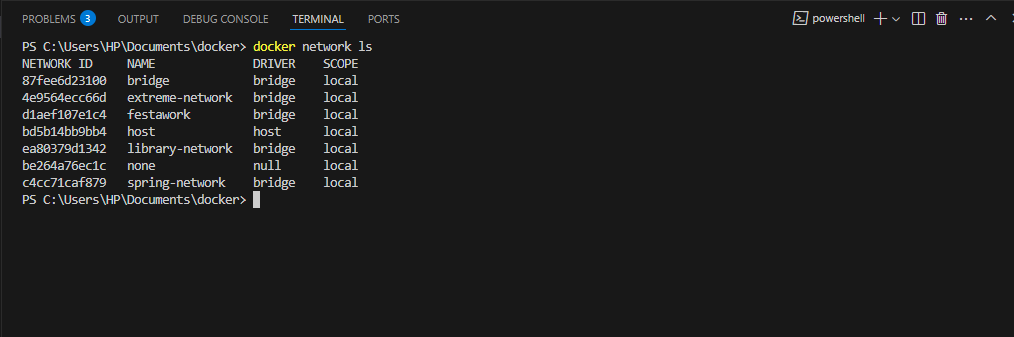 PROBLEMS 3 OUTPUT DEBUG CONSOLE TERMINAL PORTS powershell
PS C:\Users\HP\Documents\docker> docker network ls
NETWORK ID NAME DRIVER SCOPE
87fee6d23100 bridge bridge local
4e9564ecc66d extreme-network bridge local
d1aef107e1c4 festawork bridge local
bd5b14bb9bb4 host host local
ea80379d1342 library-network bridge local
be264a76ec1c none null local
c4cc71caf879 spring-network bridge local
PS C:\Users\HP\Documents\docker>